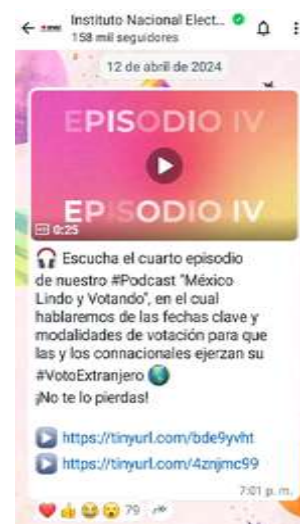 Instituto Nacional Elect...
158 mil seguidores
12 de abril de 2024
EPISODIO IV
EPISODIO IV
0:25
Escucha el cuarto episodio
de nuestro #Podcast "México
Lindo y Votando", en el cual
hablaremos de las fechas clave y
modalidades de votación para que
las y los connacionales ejerzan su
#VotoExtranjero
¡No te lo pierdas!
https://tinyurl.com/bde9yvht
https://tinyurl.com/4znjmc99
7:01 p. m.
79